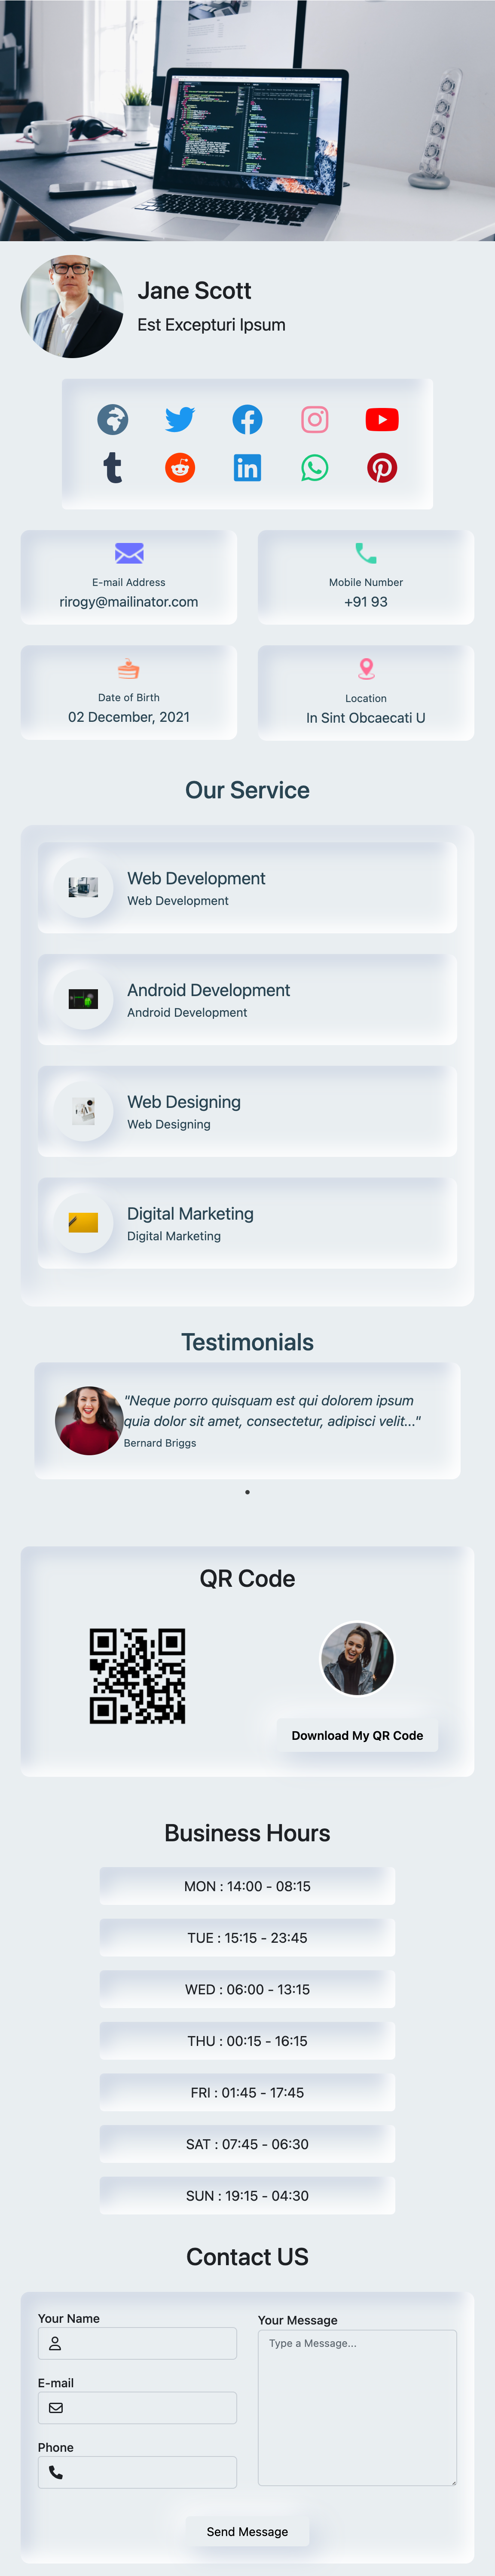 Jane Scott
Est Excepturi Ipsum
E-mail Address
rirogy@mailinator.com
Mobile Number
+91 93
Date of Birth
02 December, 2021
Location
In Sint Obcaecati U
Our Service
Web Development
Web Development
Android Development
Android Development
Web Designing
Web Designing
Digital Marketing
Digital Marketing
Testimonials
"Neque porro quisquam est qui dolorem ipsum
quia dolor sit amet, consectetur, adipisci velit..."
Bernard Briggs
QR Code
Download My QR Code
Business Hours
MON : 14:00 - 08:15
TUE : 15:15 - 23:45
WED : 06:00 - 13:15
THU : 00:15 - 16:15
FRI : 01:45 - 17:45
SAT : 07:45 - 06:30
SUN : 19:15 - 04:30
Contact US
Your Name
E-mail
Phone
Your Message
Type a Message...
Send Message